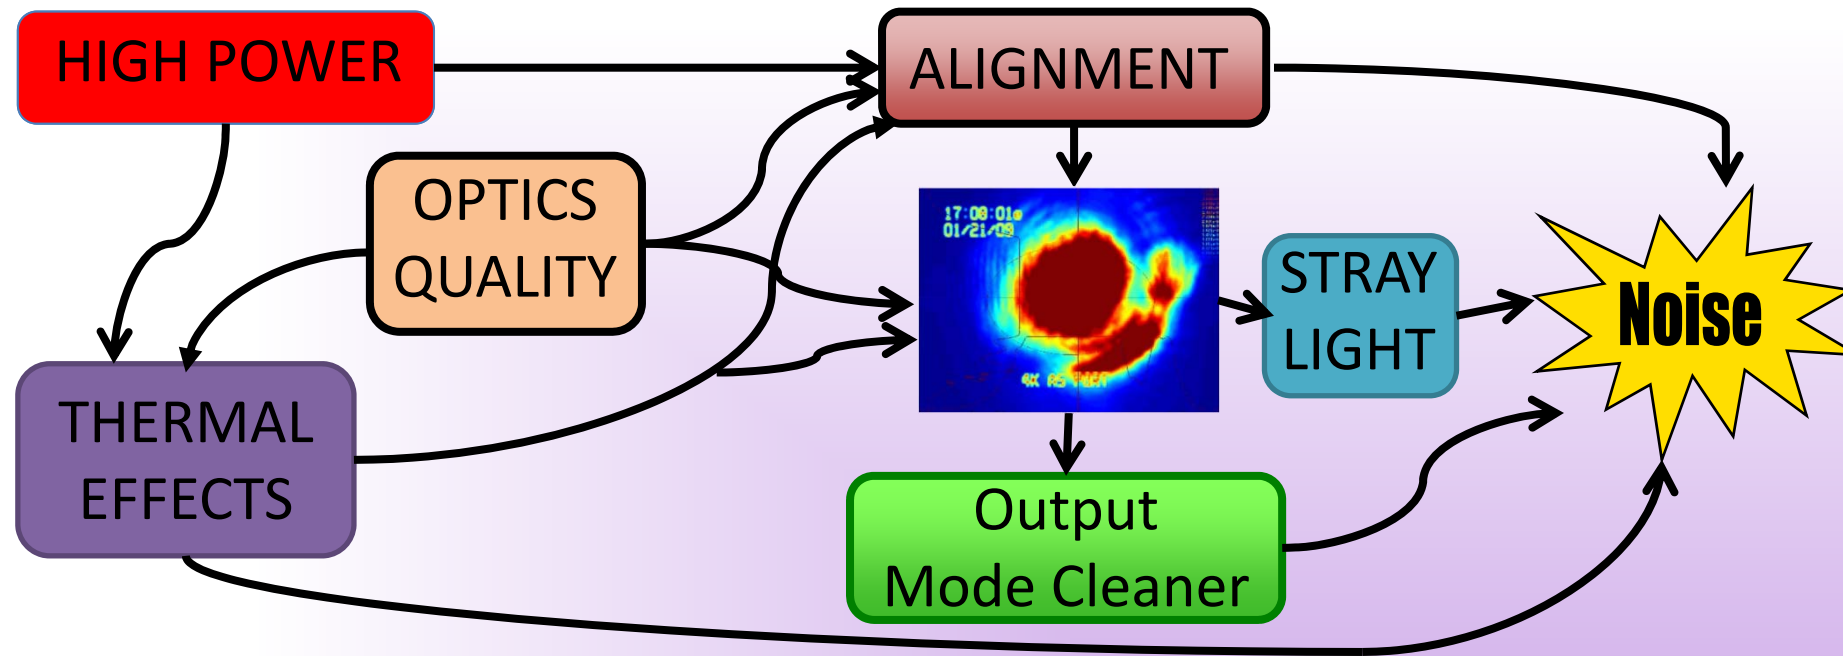 HIGH POWER
ALIGNMENT
OPTICS
QUALITY
17:08:01
01/21/09
STRAY
LIGHT
Noise
THERMAL
EFFECTS
Output
Mode Cleaner